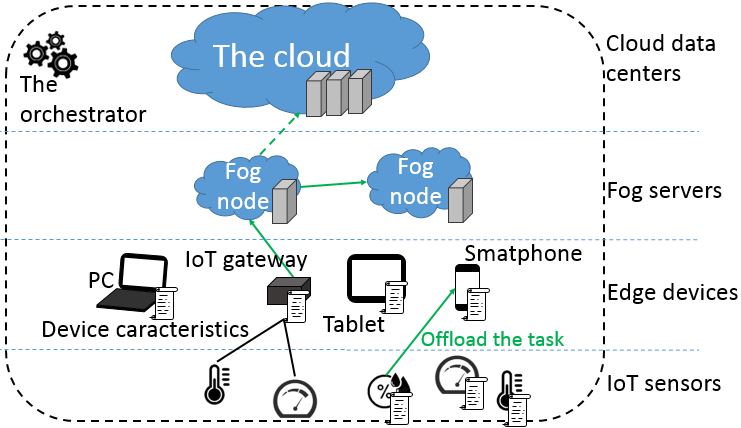 The cloud
Cloud data
centers
The
orchestrator
Fog
node
Fog
node
Fog servers
PC
IoT gateway
Smatphone
Edge devices
Device caracteristics
Tablet
Offload the task
%
IoT sensors